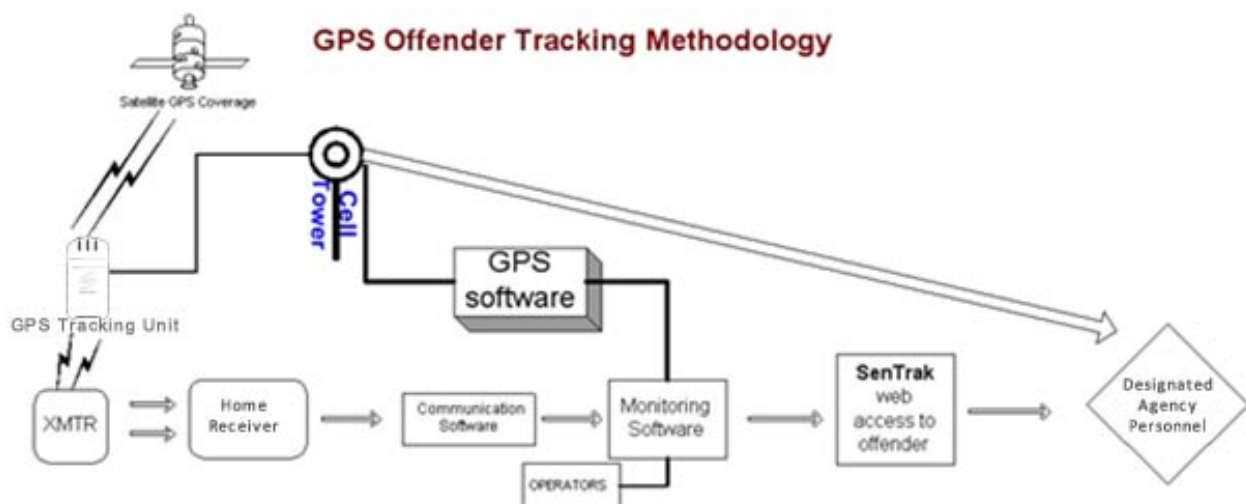 GPS Offender Tracking Methodology
Satellite GPS Coverage
Cell
Tower
GPS
software
GPS Tracking Unit
XMTR
Home
Receiver
Communication
Software
Monitoring
Software
OPERATORS
SenTrak
web
access to
offender
Designated
Agency
Personnel